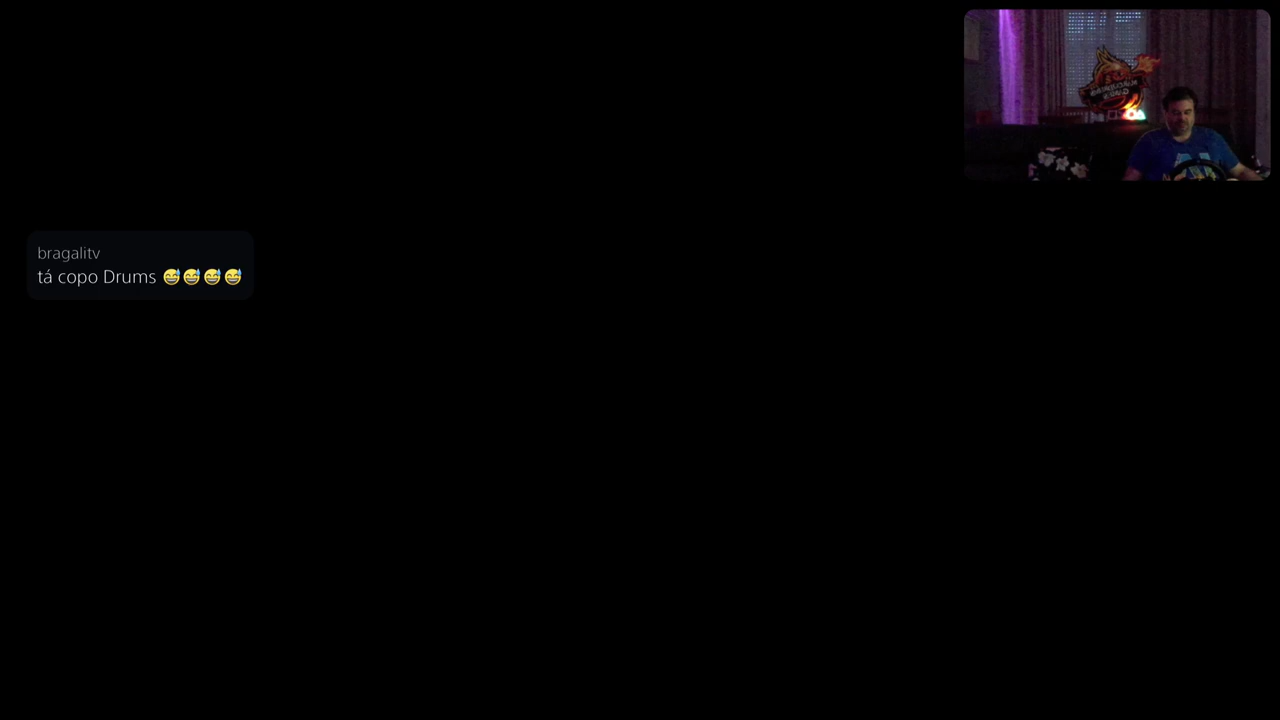 bragalitv
tá copo Drums 😅😅😅😅